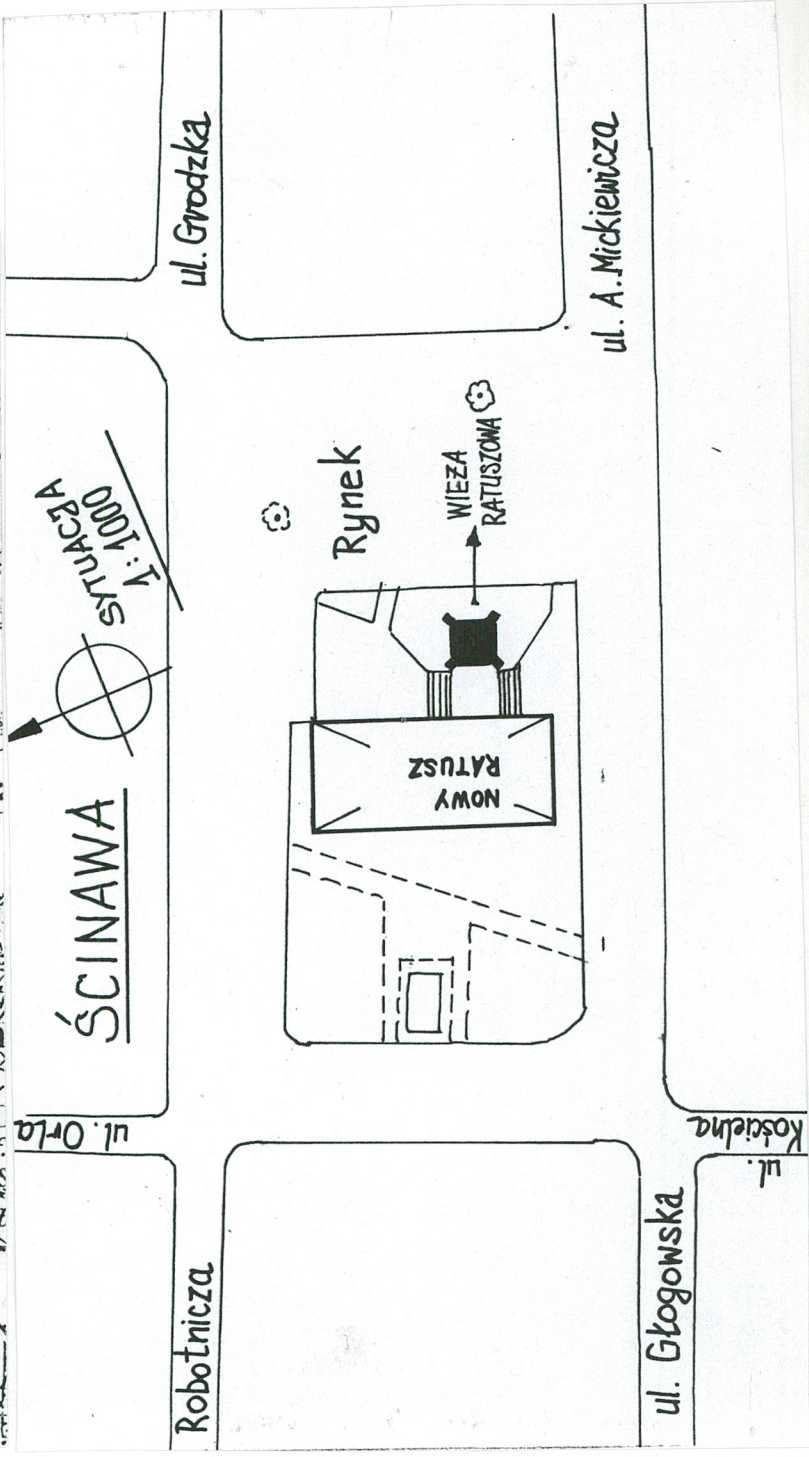 ŚCINAWA
SYTUACJA
1:1000
ul. Grodzka
ul. A. Mickiewicza
Rynek
WIEŻA
RATUSZOWA
NOWY
RATUSZ
ul. Orla
ul.
Kościelna
Robotnicza
ul. Głogowska